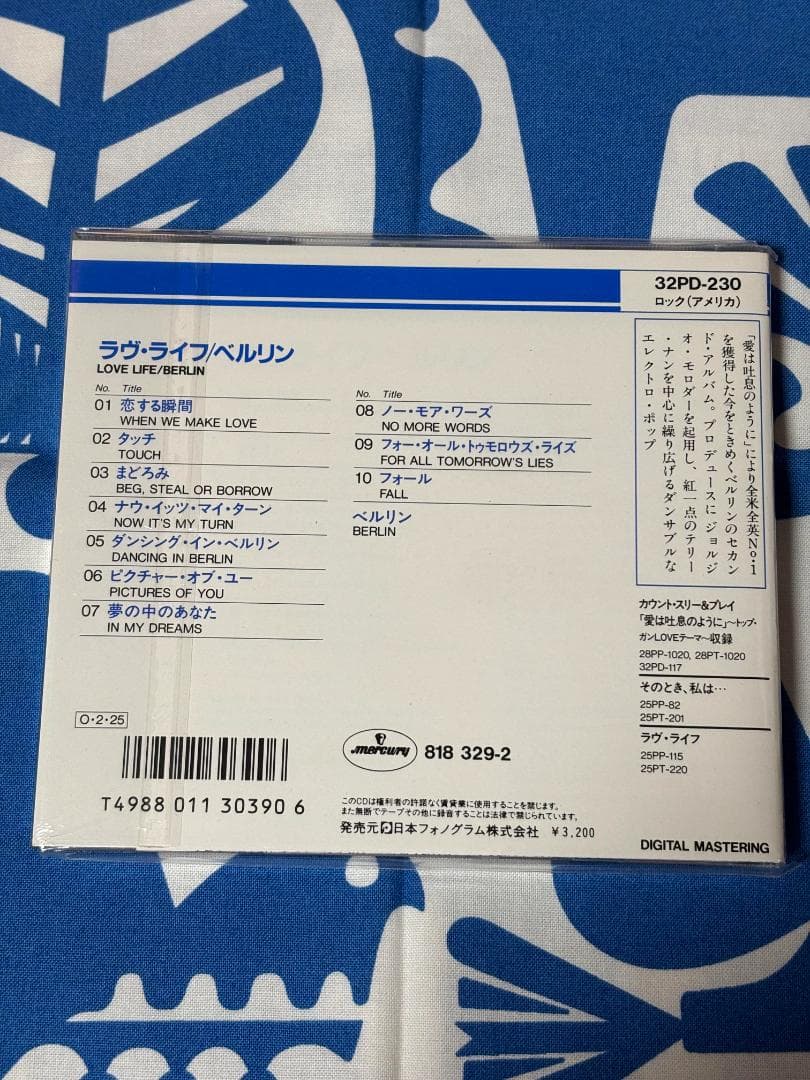 32PD-230
ロック(アメリカ)
ラヴ・ライフ/ベルリン
LOVE LIFE/BERLIN
No. Title
01 恋する瞬間
WHEN WE MAKE LOVE
02 タッチ
TOUCH
03 まどろみ
BEG, STEAL OR BORROW
04 ナウ・イッツ・マイ・ターン
NOW IT'S MY TURN
05 ダンシング・イン・ベルリン
DANCING IN BERLIN
06 ピクチャー・オブ・ユー
PICTURES OF YOU
07 夢の中のあなた
IN MY DREAMS
No. Title
08 ノー・モア・ワーズ
NO MORE WORDS
09 フォー・オール・トゥモロウズ・ライズ
FOR ALL TOMORROW'S LIES
10 フォール
FALL
ベルリン
BERLIN
「愛は吐息のように」により全米全英No.1
を獲得した今をときめくベルリンのセカン
ド・アルバム。プロデュースにジョルジ
オ・モロダーを起用し、紅一点のテリー
・ナンを中心に繰り広げるダンサブルな
エレクトロ・ポップ
カウント・スリー&プレイ
「愛は吐息のように」〜トップ・
ガンLOVEテーマ〜収録
28PP-1020, 28PT-1020
32PD-117
そのとき、私は…
25PP-82
25PT-201
ラヴ・ライフ
25PP-115
25PT-220
O・2・25
T4988 011 30390 6
mercury 818 329-2
このCDは権利者の許諾なく賃貸業に使用することを禁じます。
また無断でテープその他に録音することは法律で禁じられています。
発売元 日本フォノグラム株式会社 ¥3,200
DIGITAL MASTERING